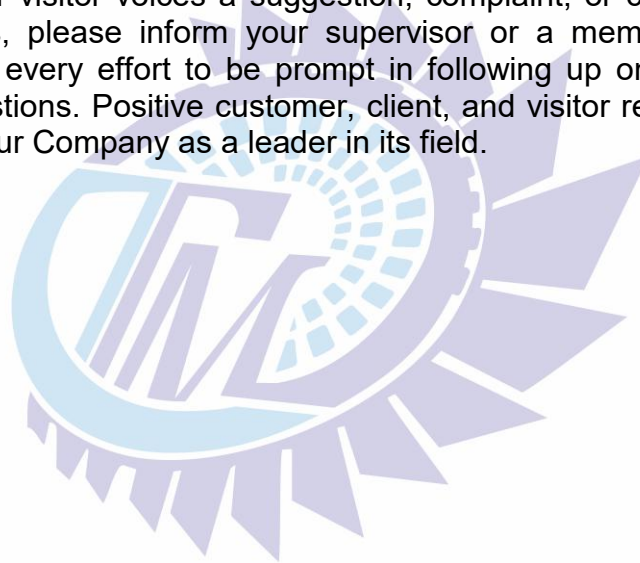 visitor voices a suggestion, complaint, or
, please inform your supervisor or a mem
every effort to be prompt in following up on
stions. Positive customer, client, and visitor re
ur Company as a leader in its field.